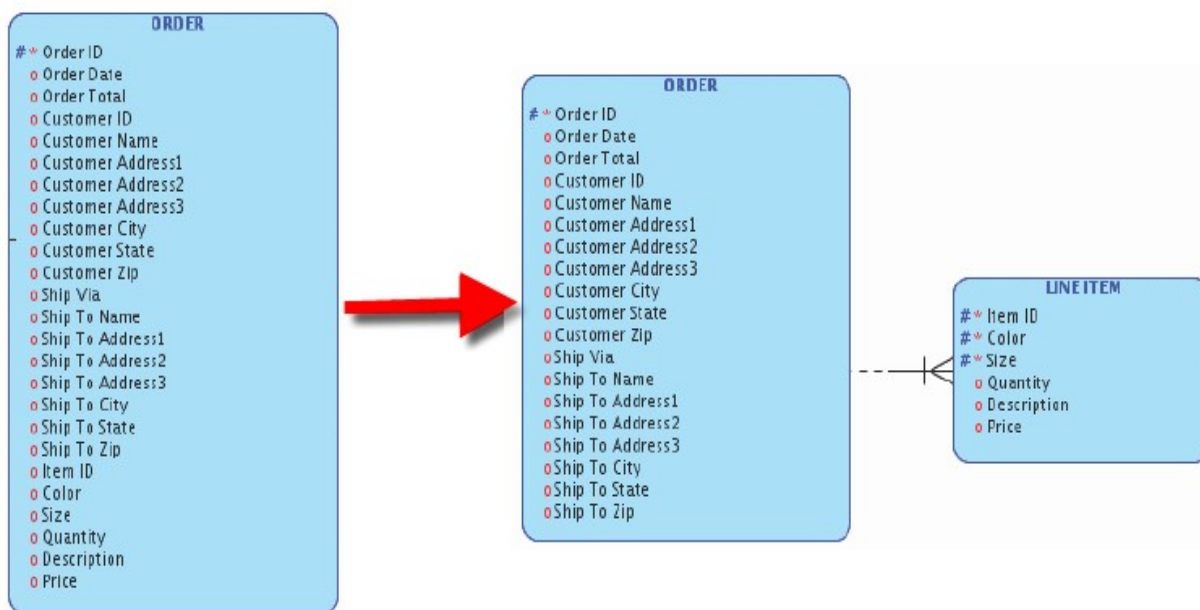 ORDER
#* Order ID
o Order Date
o Order Total
o Customer ID
o Customer Name
o Customer Address1
o Customer Address2
o Customer Address3
o Customer City
o Customer State
o Customer Zip
o Ship Via
o Ship To Name
o Ship To Address1
o Ship To Address2
o Ship To Address3
o Ship To City
o Ship To State
o Ship To Zip
o Item ID
o Color
o Size
o Quantity
o Description
o Price
ORDER
#* Order ID
o Order Date
o Order Total
o Customer ID
o Customer Name
o Customer Address1
o Customer Address2
o Customer Address3
o Customer City
o Customer State
o Customer Zip
o Ship Via
o Ship To Name
o Ship To Address1
o Ship To Address2
o Ship To Address3
o Ship To City
o Ship To State
o Ship To Zip
LINE ITEM
#* Item ID
#* Color
#* Size
o Quantity
o Description
o Price